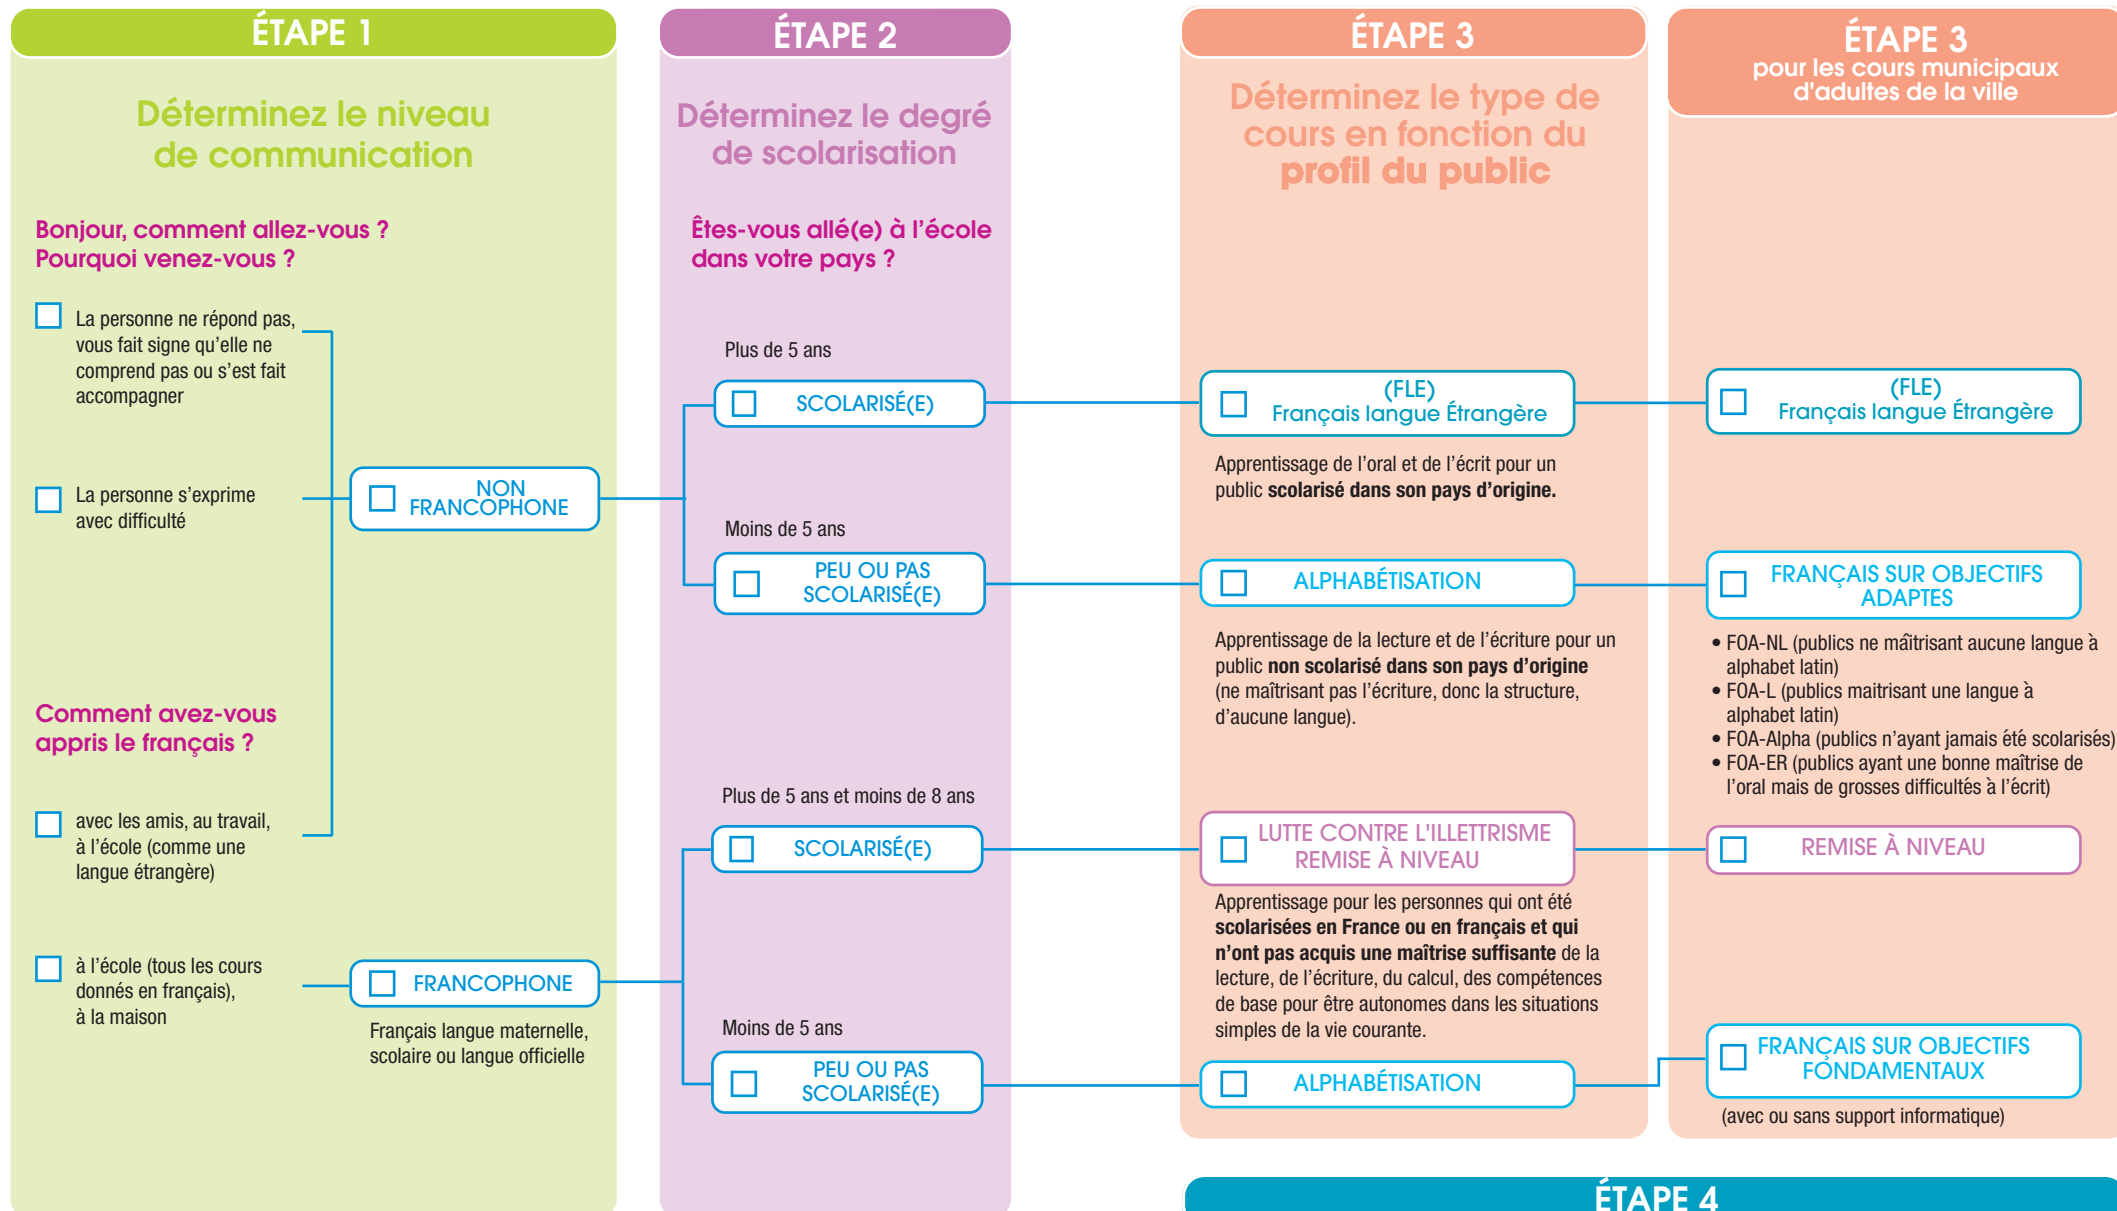 ÉTAPE 1
Déterminez le niveau
de communication
Bonjour, comment allez-vous ?
Pourquoi venez-vous ?
La personne ne répond pas,
vous fait signe qu'elle ne
comprend pas ou s'est fait
accompagner
La personne s'exprime
avec difficulté
NON
FRANCOPHONE
Comment avez-vous
appris le français ?
avec les amis, au travail,
à l'école (comme une
langue étrangère)
à l'école (tous les cours
donnés en français),
à la maison
FRANCOPHONE
Français langue maternelle,
scolaire ou langue officielle
ÉTAPE 2
Déterminez le degré
de scolarisation
Êtes-vous allé(e) à l'école
dans votre pays ?
Plus de 5 ans
SCOLARISÉ(E)
Moins de 5 ans
PEU OU PAS
SCOLARISÉ(E)
Plus de 5 ans et moins de 8 ans
SCOLARISÉ(E)
Moins de 5 ans
PEU OU PAS
SCOLARISÉ(E)
ÉTAPE 3
Déterminez le type de
cours en fonction du
profil du public
(FLE)
Français langue Étrangère
Apprentissage de l'oral et de l'écrit pour un
public scolarisé dans son pays d'origine.
ALPHABÉTISATION
Apprentissage de la lecture et de l'écriture pour un
public non scolarisé dans son pays d'origine
(ne maîtrisant pas l'écriture, donc la structure,
d'aucune langue).
LUTTE CONTRE L'ILLETTRISME
REMISE À NIVEAU
Apprentissage pour les personnes qui ont été
scolarisées en France ou en français et qui
n'ont pas acquis une maîtrise suffisante de la
lecture, de l'écriture, du calcul, des compétences
de base pour être autonomes dans les situations
simples de la vie courante.
ALPHABÉTISATION
ÉTAPE 3
pour les cours municipaux
d'adultes de la ville
(FLE)
Français langue Étrangère
FRANÇAIS SUR OBJECTIFS
ADAPTES
• FOA-NL (publics ne mâitrisant aucune langue à
alphabet latin)
• FOA-L (publics maitrisant une langue à
alphabet latin)
• FOA-Alpha (publics n'ayant jamais été scolarisés)
• FOA-ER (publics ayant une bonne maîtrise de
l'oral mais de grosses difficultés à l'écrit)
REMISE À NIVEAU
FRANÇAIS SUR OBJECTIFS
FONDAMENTAUX
(avec ou sans support informatique)
ÉTAPE 4